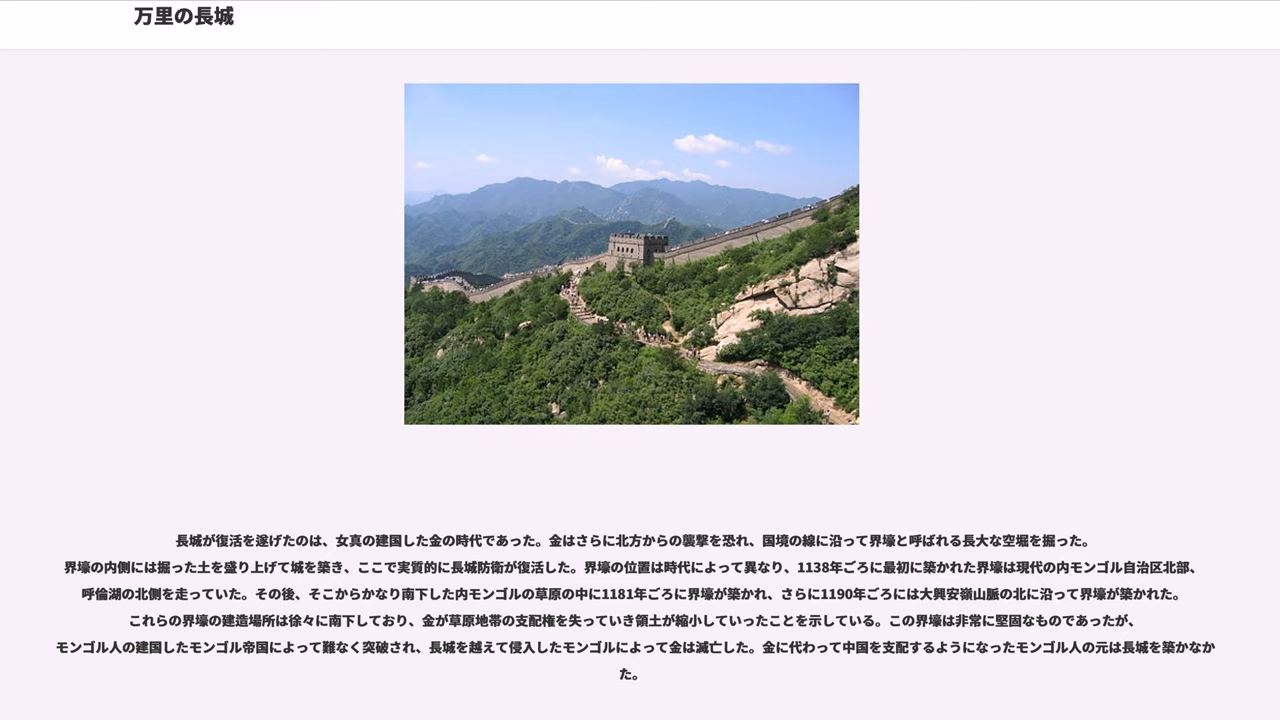 万里の長城
長城が復活を遂げたのは、女真の建国した金の時代であった。金はさらに北方からの襲撃を恐れ、国境の線に沿って界壕と呼ばれる長大な空堀を掘った。
界壕の内側には掘った土を盛り上げて城を築き、ここで実質的に長城防衛が復活した。界壕の位置は時代によって異なり、1138年ごろに最初に築かれた界壕は現代の内モンゴル自治区北部、
呼倫湖の北側を走っていた。その後、そこからかなり南下した内モンゴルの草原の中に1181年ごろに界壕が築かれ、さらに1190年ごろには大興安嶺山脈の北に沿って界壕が築かれた。
これらの界壕の建造場所は徐々に南下しており、金が草原地帯の支配権を失っていき領土が縮小していったことを示している。この界壕は非常に堅固なものであったが、
モンゴル人の建国したモンゴル帝国によって難なく突破され、長城を越えて侵入したモンゴルによって金は滅亡した。金に代わって中国を支配するようになったモンゴル人の元は長城を築かなか
た。